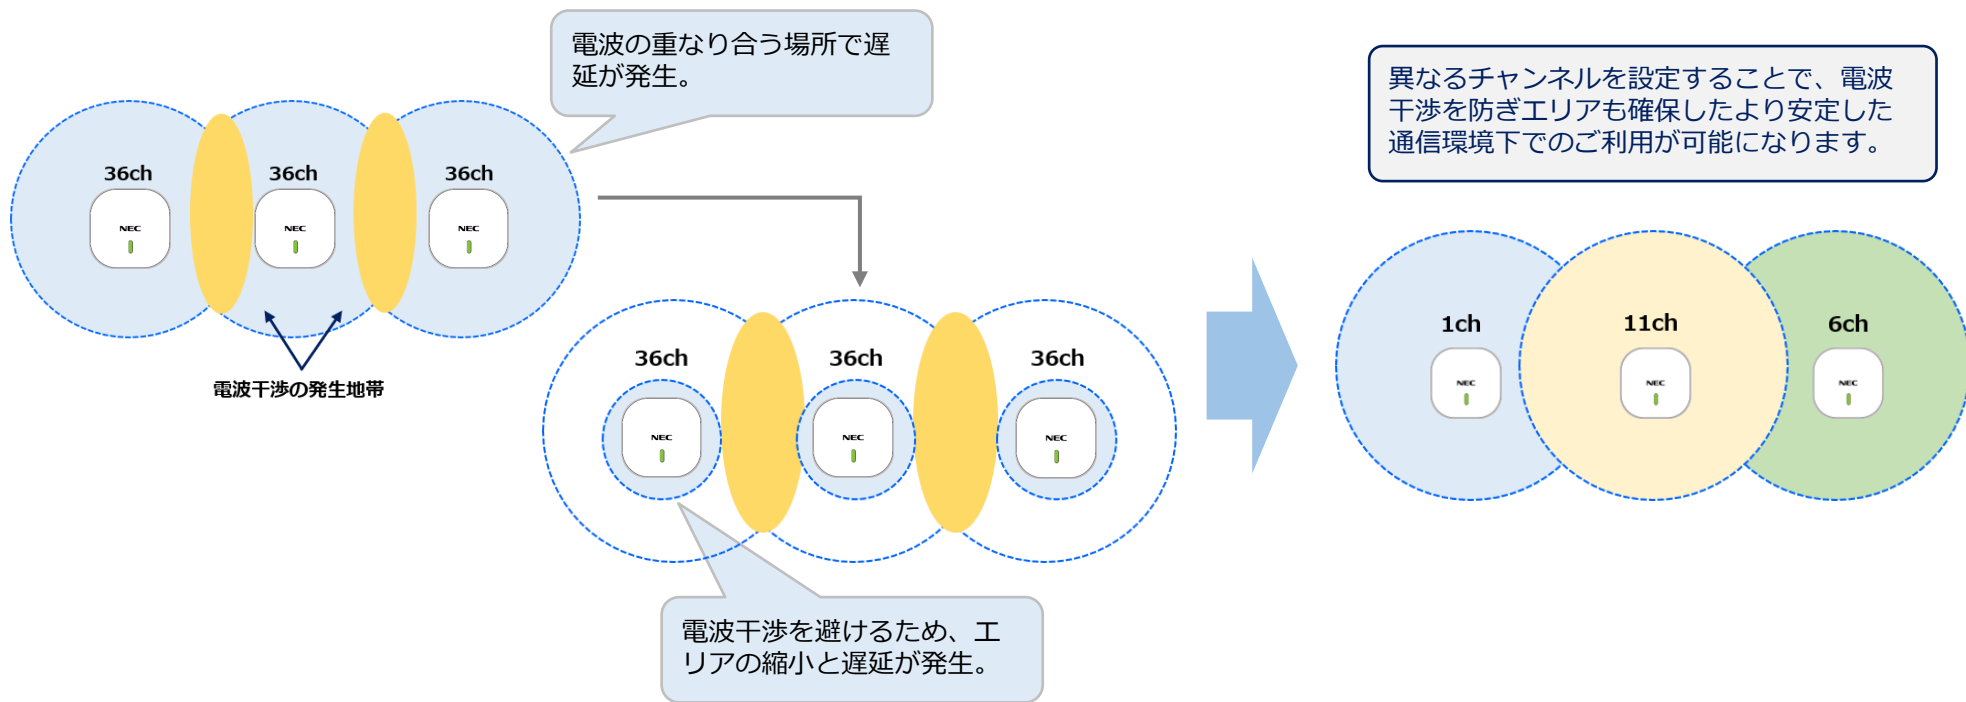 電波の重なり合う場所で遅
延が発生。
36ch
36ch
36ch
NEC
NEC
NEC
電波干渉の発生地帯
36ch
36ch
36ch
NEC
NEC
NEC
電波干渉を避けるため、エ
リアの縮小と遅延が発生。
異なるチャンネルを設定することで、電波
干渉を防ぎエリアも確保したより安定した
通信環境下でのご利用が可能になります。
1ch
11ch
6ch
NEC
NEC
NEC